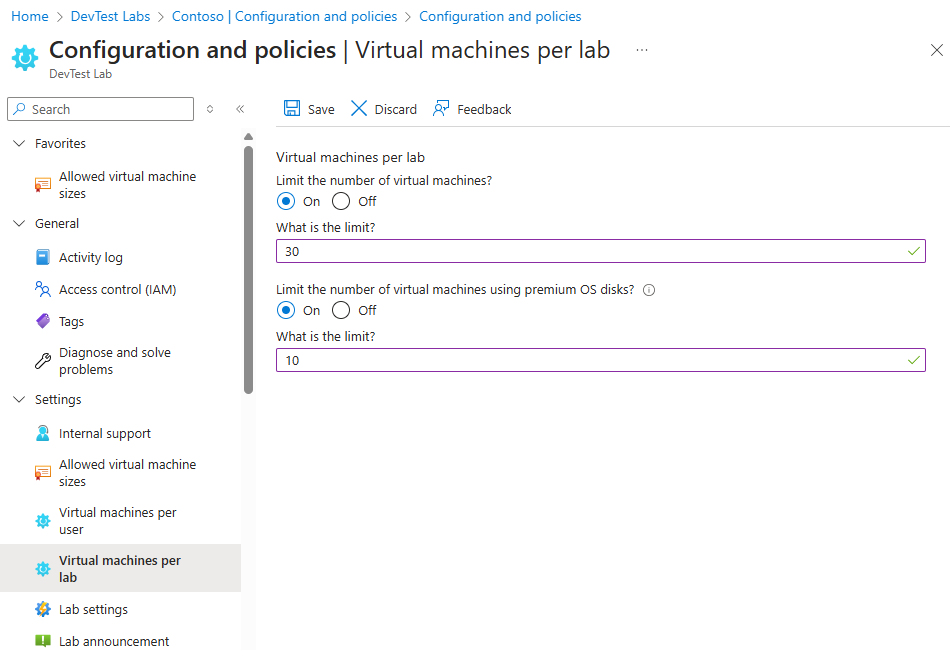 Home > DevTest Labs > Contoso | Configuration and policies > Configuration and policies
Configuration and policies | Virtual machines per lab ...
DevTest Lab
Search
Favorites
Allowed virtual machine
sizes
General
Activity log
Access control (IAM)
Tags
Diagnose and solve
problems
Settings
Internal support
Allowed virtual machine
sizes
Virtual machines per
user
Virtual machines per
lab
Lab settings
Lab announcement
Save Discard Feedback
Virtual machines per lab
Limit the number of virtual machines?
On Off
What is the limit?
30
Limit the number of virtual machines using premium OS disks?
On Off
What is the limit?
10